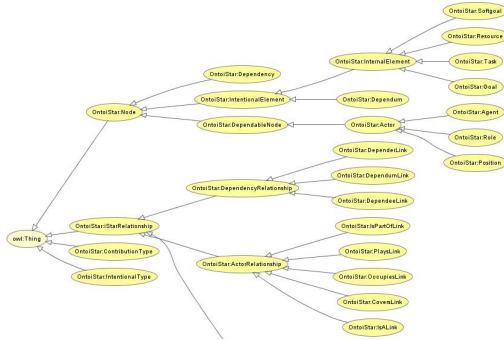 OntoiStar:Softgoal
OntoiStar:Resource
OntoiStar:InternalElement
OntoiStar:Task
OntoiStar:Dependency
OntoiStar:Goal
OntoiStar:IntentionalElement
OntoiStar:Dependum
OntoiStar:Node
OntoiStar:Agent
OntoiStar:DependableNode
OntoiStar:Actor
OntoiStar:Role
OntoiStar:DependerLink
OntoiStar:Position
OntoiStar:DependumLink
OntoiStar:DependencyRelationship
OntoiStar:DependeeLink
OntoiStar:iStarRelationship
OntoiStar:IsPartOfLink
owl:Thing
OntoiStar:ContributionType
OntoiStar:PlaysLink
OntoiStar:ActorRelationship
OntoiStar:IntentionalType
OntoiStar:OccupiesLink
OntoiStar:CoversLink
OntoiStar:IsALink